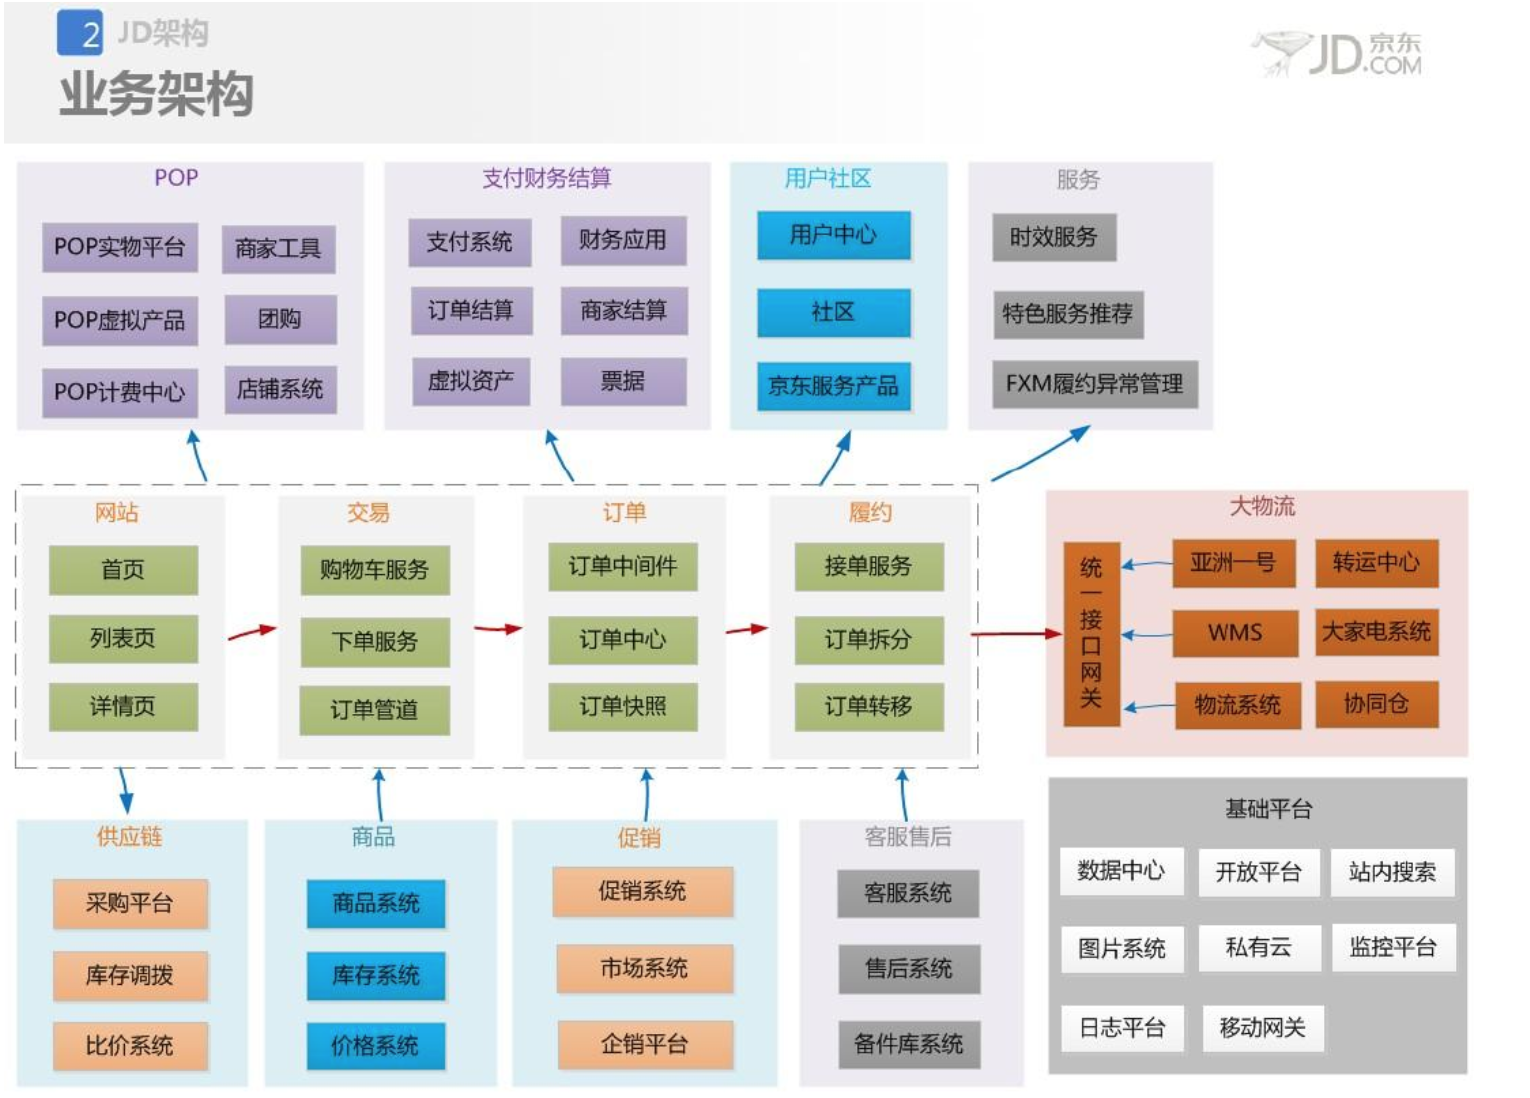 2 JD架构
业务架构
JD.京东
.COM
POP
POP实物平台
商家工具
POP虚拟产品
团购
POP计费中心
店铺系统
支付财务结算
支付系统
财务应用
订单结算
商家结算
虚拟资产
票据
用户社区
用户中心
社区
京东服务产品
服务
时效服务
特色服务推荐
FXM履约异常管理
网站
首页
列表页
详情页
交易
购物车服务
下单服务
订单管道
订单
订单中间件
订单中心
订单快照
履约
接单服务
订单拆分
订单转移
大物流
统一接口网关
亚洲一号
转运中心
WMS
大家电系统
物流系统
协同仓
供应链
采购平台
库存调拨
比价系统
商品
商品系统
库存系统
价格系统
促销
促销系统
市场系统
企销平台
客服售后
客服系统
售后系统
备件库系统
基础平台
数据中心
开放平台
站内搜索
图片系统
私有云
监控平台
日志平台
移动网关